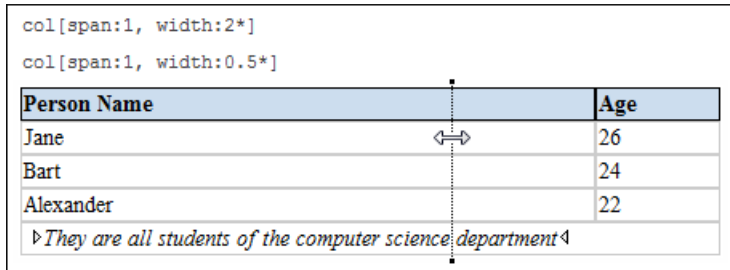 col[span:1, width:2*]
col[span:1, width:0.5*]
Person Name Age
Jane 26
Bart 24
Alexander 22
They are all students of the computer science department